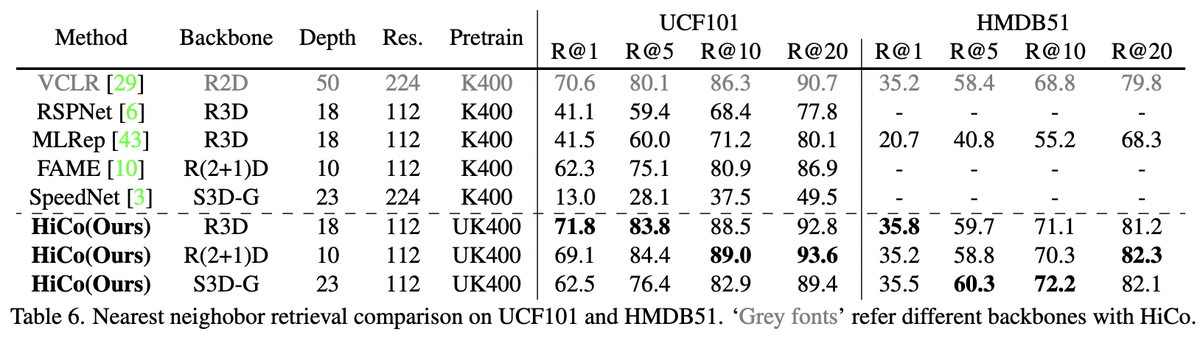 Method Backbone Depth Res. Pretrain UCF101 HMDB51
R@1 R@5 R@10 R@20 R@1 R@5 R@10 R@20
VCLR [29] R2D 50 224 K400 70.6 80.1 86.3 90.7 35.2 58.4 68.8 79.8
RSPNet [6] R3D 18 112 K400 41.1 59.4 68.4 77.8 - - - -
MLRep [43] R3D 18 112 K400 41.5 60.0 71.2 80.1 20.7 40.8 55.2 68.3
FAME [10] R(2+1)D 10 112 K400 62.3 75.1 80.9 86.9 - - - -
SpeedNet [3] S3D-G 23 224 K400 13.0 28.1 37.5 49.5 - - - -
HiCo(Ours) R3D 18 112 UK400 71.8 83.8 88.5 92.8 35.8 59.7 71.1 81.2
HiCo(Ours) R(2+1)D 10 112 UK400 69.1 84.4 89.0 93.6 35.2 58.8 70.3 82.3
HiCo(Ours) S3D-G 23 112 UK400 62.5 76.4 82.9 89.4 35.5 60.3 72.2 82.1
Table 6. Nearest neighobor retrieval comparison on UCF101 and HMDB51. ‘Grey fonts’ refer different backbones with HiCo.